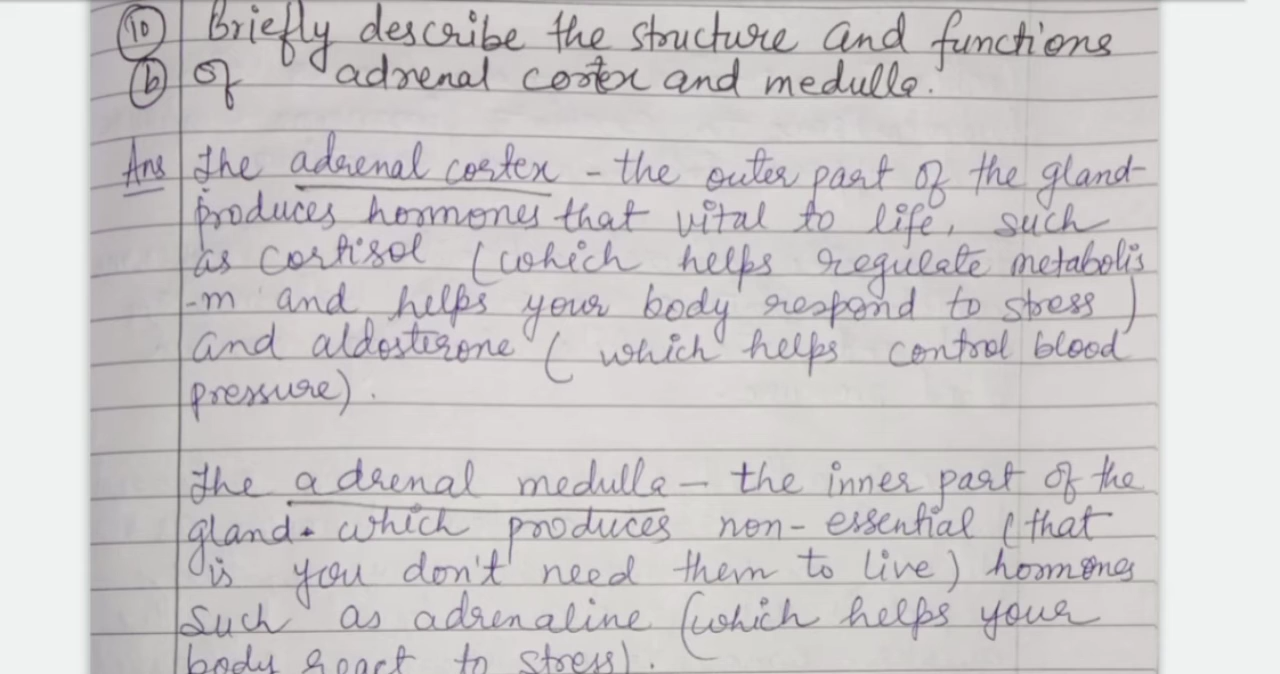 10 Briefly describe the structure and functions
b) of adrenal cortex and medulla.
Ans The adrenal cortex - the outer part of the gland
produces hormones that vital to life, such
as cortisol (which helps regulate metabolis
-m and helps your body respond to stress)
and aldosterone (which helps control blood
pressure).
The adrenal medulla - the inner part of the
gland. which produces non-essential (that
is you don't need them to live) hormones
Such as adrenaline (which helps your
body react to stress).